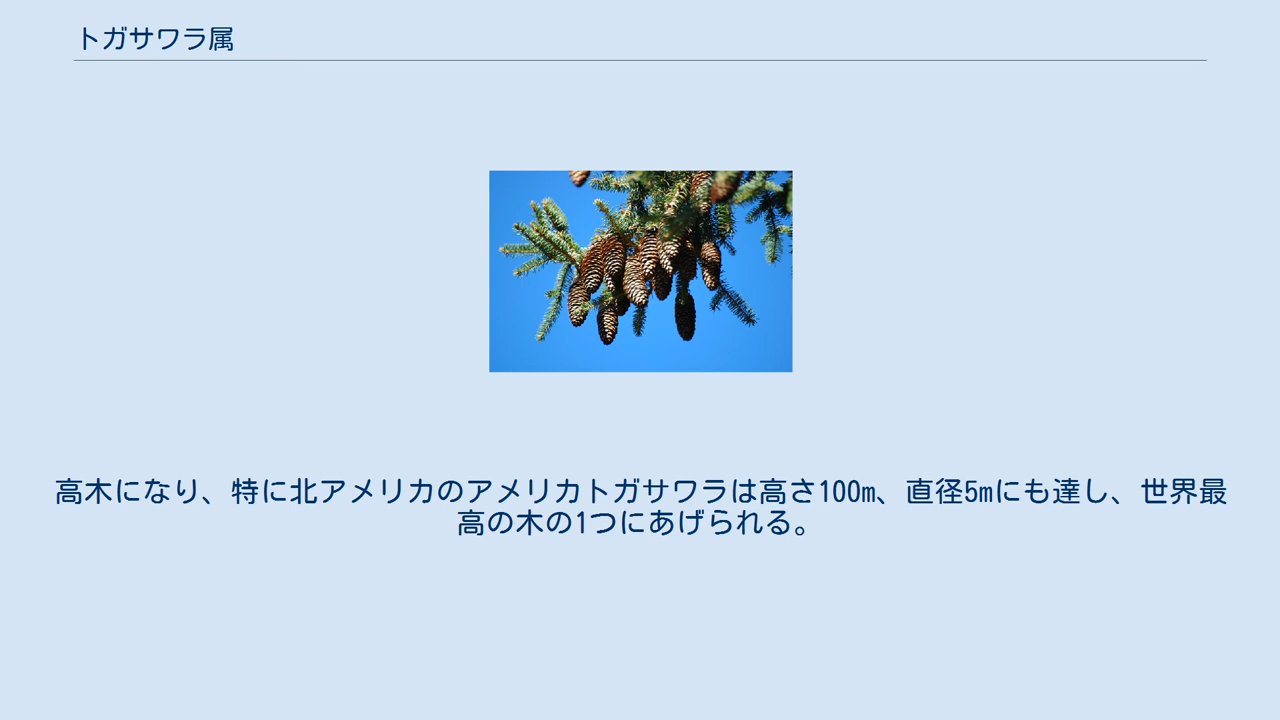 トガサワラ属
高木になり、特に北アメリカのアメリカトガサワラは高さ100m、直径5mにも達し、世界最
高の木の1つにあげられる。